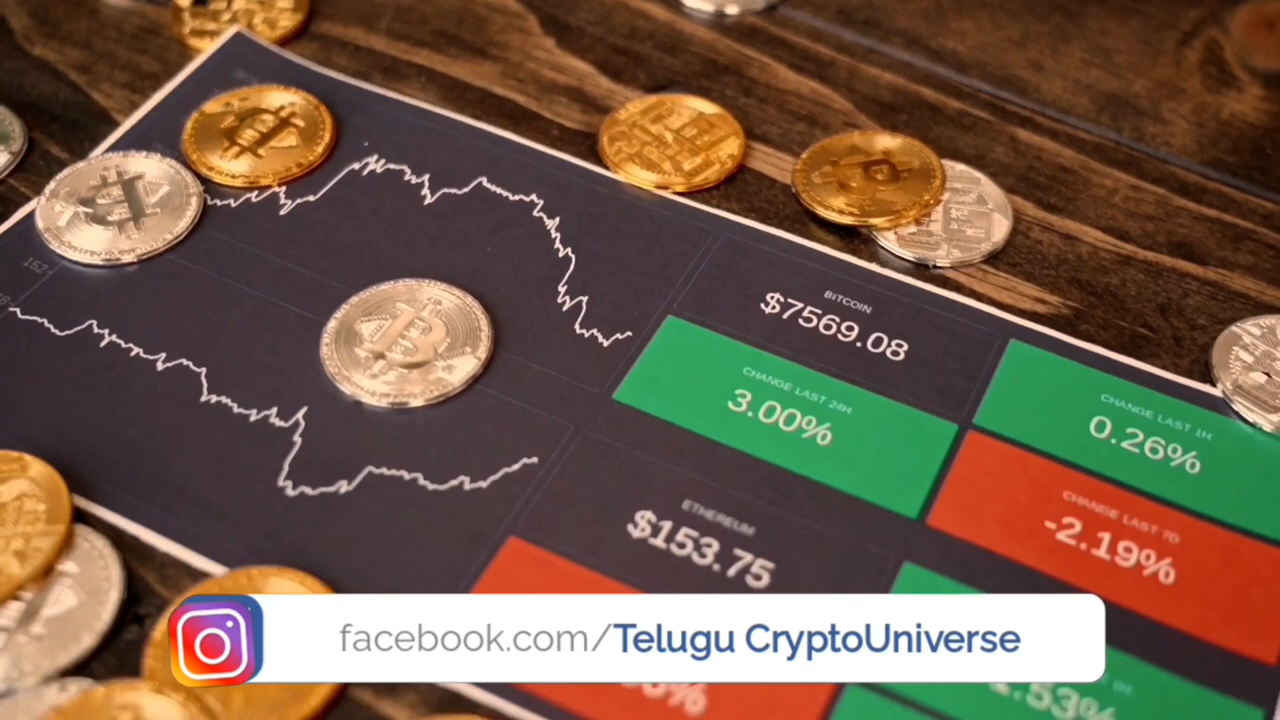 BITCOIN
$7569.08
CHANGE LAST 24H
3.00%
CHANGE LAST 1H
0.26%
CHANGE LAST 7D
-2.19%
ETHEREUM
$153.75
facebook.com/Telugu CryptoUniverse